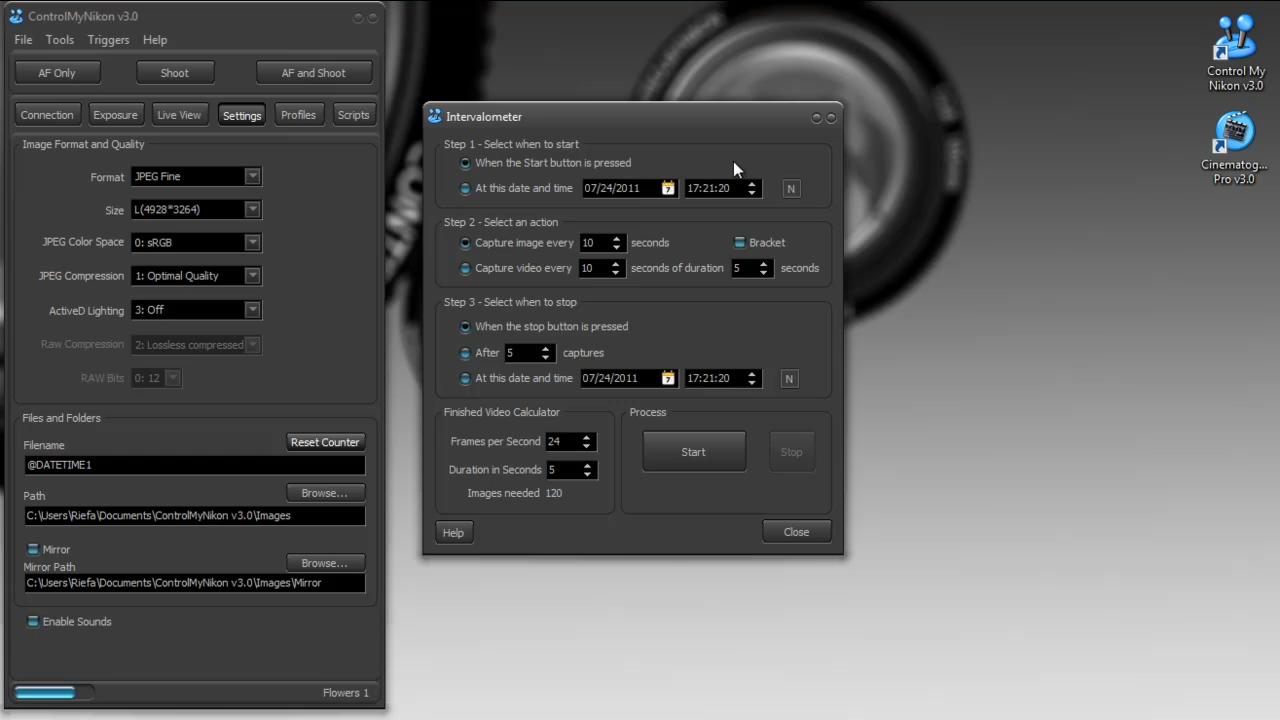 ControlMyNikon v3.0
File Tools Triggers Help
AF Only Shoot AF and Shoot
Connection Exposure Live View Settings Profiles Scripts
Image Format and Quality
Format JPEG Fine
Size L(4928*3264)
JPEG Color Space 0: sRGB
JPEG Compression 1: Optimal Quality
ActiveD Lighting 3: Off
Raw Compression 2: Lossless compressed
RAW Bits 0: 12
Files and Folders
Filename Reset Counter
@DATETIME1
Path Browse...
C:\Users\Riefa\Documents\ControlMyNikon v3.0\Images
Mirror
Mirror Path Browse...
C:\Users\Riefa\Documents\ControlMyNikon v3.0\Images\Mirror
Enable Sounds
Flowers 1
Intervalometer
Step 1 - Select when to start
When the Start button is pressed
At this date and time 07/24/2011 7 17:21:20 N
Step 2 - Select an action
Capture image every 10 seconds Bracket
Capture video every 10 seconds of duration 5 seconds
Step 3 - Select when to stop
When the stop button is pressed
After 5 captures
At this date and time 07/24/2011 7 17:21:20 N
Finished Video Calculator
Frames per Second 24
Duration in Seconds 5
Images needed 120
Process
Start Stop
Help Close
Control My
Nikon v3.0
Cinematog...
Pro v3.0